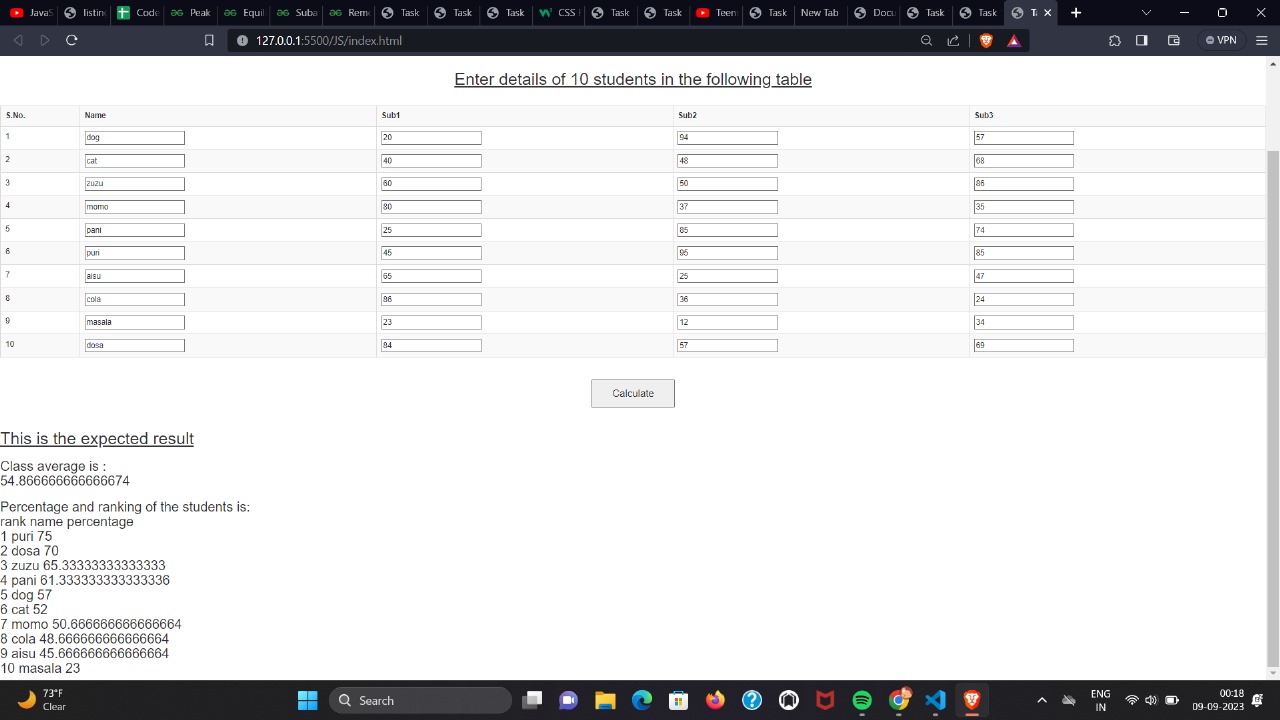 JavaS listin Code Peak Equil Suba Rem Task Task Task CSS Task Task Teen Task New Tab Docu Task Task
127.0.0.1:5500/JS/index.html VPN
Enter details of 10 students in the following table
S.No. Name Sub1 Sub2 Sub3
1 dog 20 94 57
2 cat 40 48 68
3 zuzu 60 50 86
4 momo 80 37 35
5 pani 25 85 74
6 puri 45 95 85
7 aisu 65 25 47
8 cola 86 36 24
9 masala 23 12 34
10 dosa 84 57 69
Calculate
This is the expected result
Class average is :
54.866666666666674
Percentage and ranking of the students is:
rank name percentage
1 puri 75
2 dosa 70
3 zuzu 65.33333333333333
4 pani 61.333333333333336
5 dog 57
6 cat 52
7 momo 50.666666666666664
8 cola 48.666666666666664
9 aisu 45.666666666666664
10 masala 23
73°F
Clear
Search
ENG
IN
00:18
09-09-2023